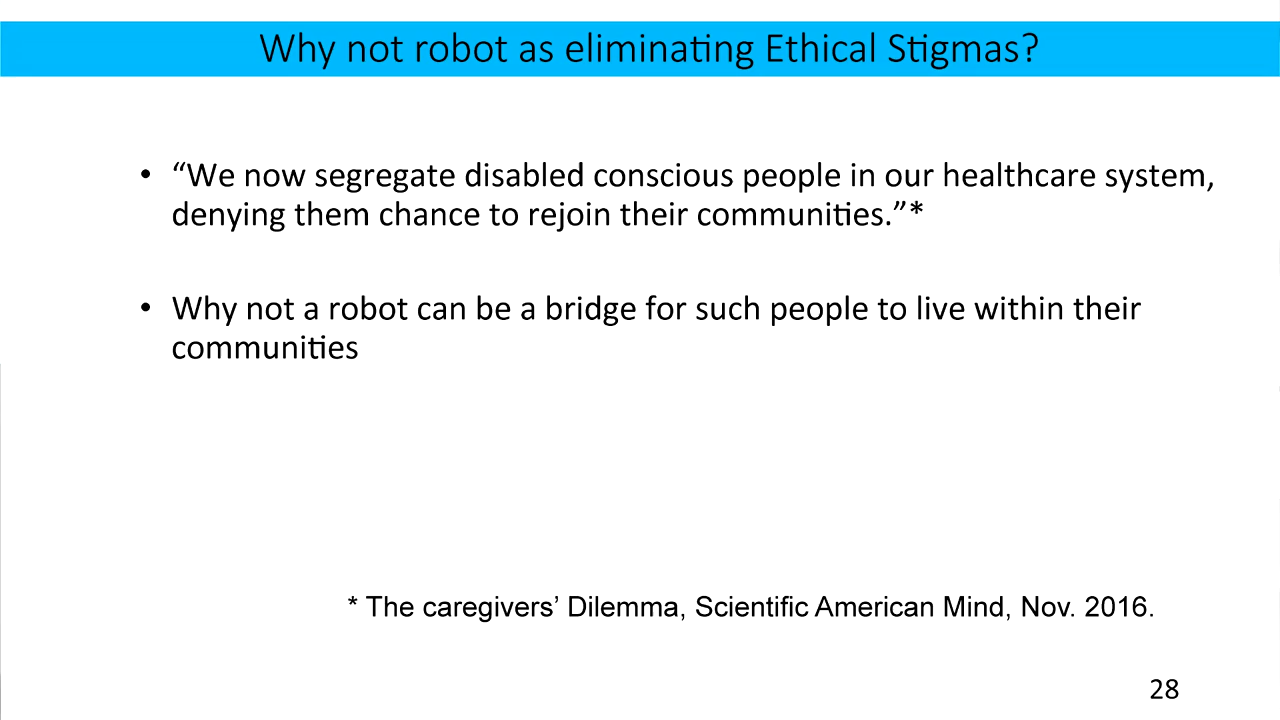 Why not robot as eliminating Ethical Stigmas?
• “We now segregate disabled conscious people in our healthcare system,
denying them chance to rejoin their communities.”*
• Why not a robot can be a bridge for such people to live within their
communities
* The caregivers’ Dilemma, Scientific American Mind, Nov. 2016.
28